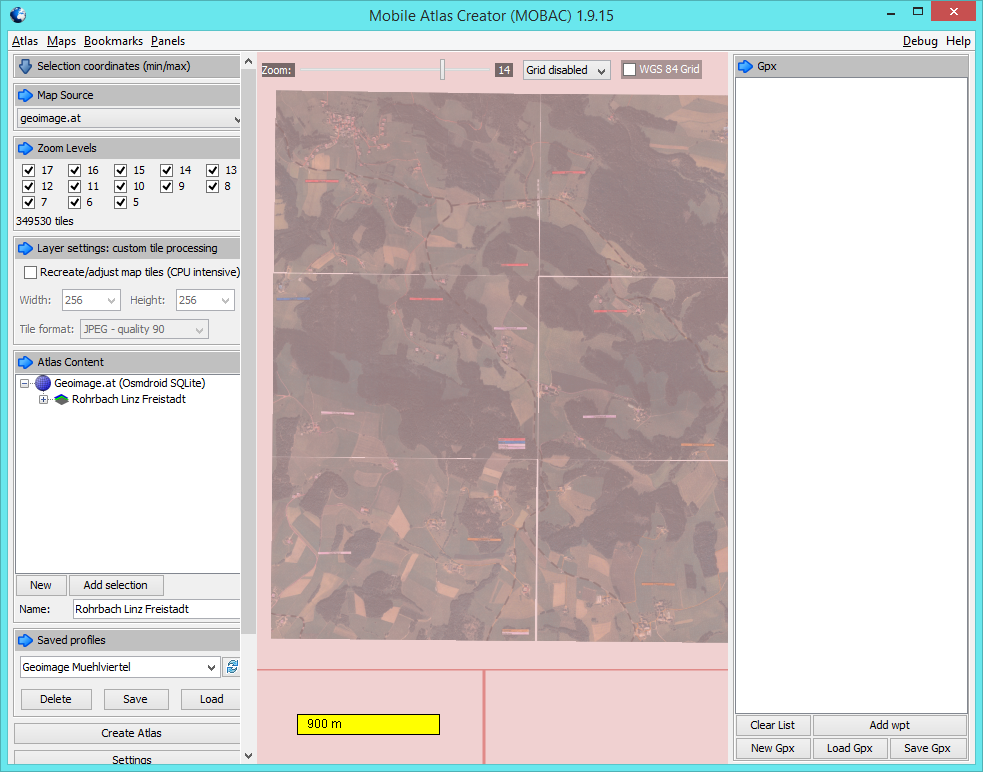 Mobile Atlas Creator (MOBAC) 1.9.15
Atlas Maps Bookmarks Panels Debug Help
Selection coordinates (min/max)
Map Source
geoimage.at
Zoom Levels
17 16 15 14 13
12 11 10 9 8
7 6 5
349530 tiles
Layer settings: custom tile processing
Recreate/adjust map tiles (CPU intensive)
Width: 256 Height: 256
Tile format: JPEG - quality 90
Atlas Content
Geoimage.at (Osmdroid SQLite)
Rohrbach Linz Freistadt
New Add selection
Name: Rohrbach Linz Freistadt
Saved profiles
Geoimage Muehlviertel
Delete Save Load
Create Atlas
Settings
Zoom: 14 Grid disabled WGS 84 Grid
900 m
Gpx
Clear List Add wpt
New Gpx Load Gpx Save Gpx